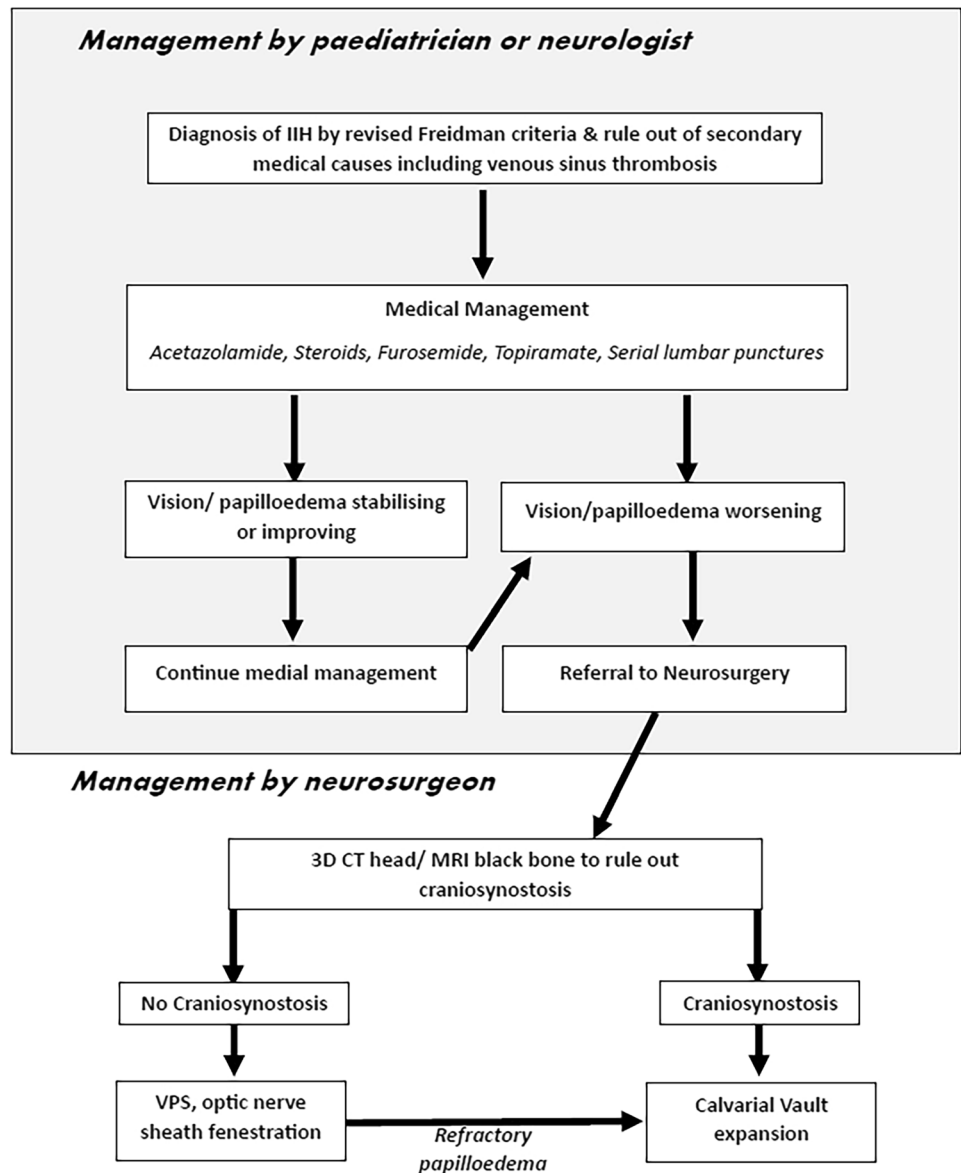 Management by paediatrician or neurologist
Diagnosis of IIH by revised Freidman criteria & rule out of secondary
medical causes including venous sinus thrombosis
Medical Management
Acetazolamide, Steroids, Furosemide, Topiramate, Serial lumbar punctures
Vision/ papilloedema stabilising
or improving
Vision/papilloedema worsening
Continue medial management
Referral to Neurosurgery
Management by neurosurgeon
3D CT head/ MRI black bone to rule out
craniosynostosis
No Craniosynostosis
Craniosynostosis
VPS, optic nerve
sheath fenestration
Refractory
papilloedema
Calvarial Vault
expansion